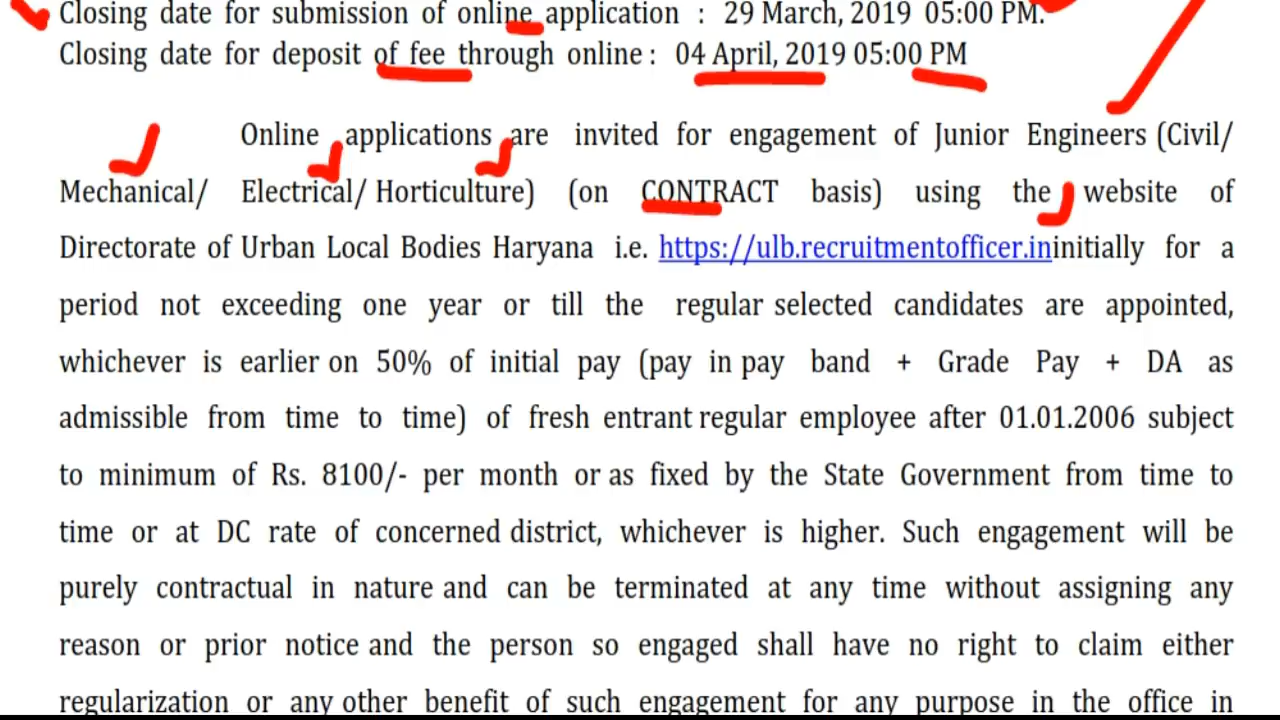 Closing date for submission of online application : 29 March, 2019 05:00 PM.
Closing date for deposit of fee through online : 04 April, 2019 05:00 PM
Online applications are invited for engagement of Junior Engineers (Civil/
Mechanical/ Electrical/ Horticulture) (on CONTRACT basis) using the website of
Directorate of Urban Local Bodies Haryana i.e. https://ulb.recruitmentofficer.ininitially for a
period not exceeding one year or till the regular selected candidates are appointed,
whichever is earlier on 50% of initial pay (pay in pay band + Grade Pay + DA as
admissible from time to time) of fresh entrant regular employee after 01.01.2006 subject
to minimum of Rs. 8100/- per month or as fixed by the State Government from time to
time or at DC rate of concerned district, whichever is higher. Such engagement will be
purely contractual in nature and can be terminated at any time without assigning any
reason or prior notice and the person so engaged shall have no right to claim either
regularization or any other benefit of such engagement for any purpose in the office in